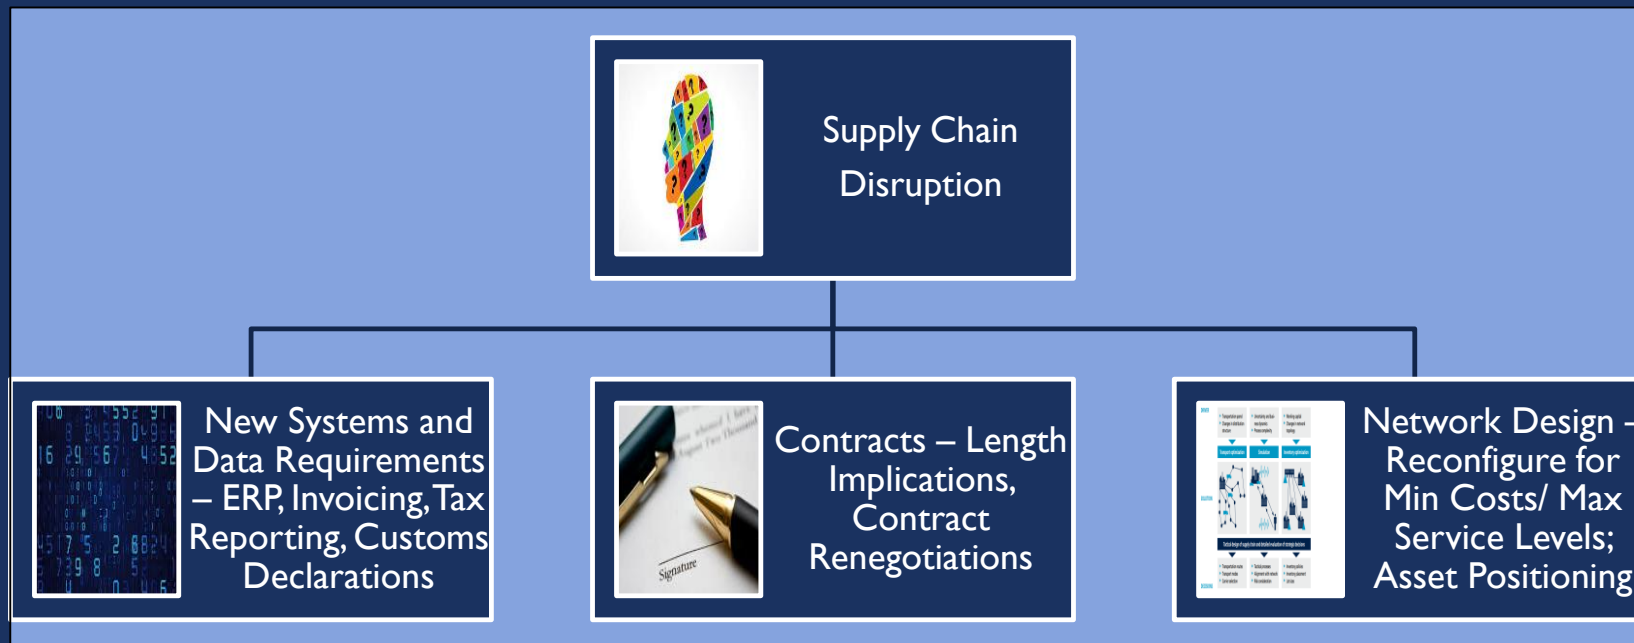 Supply Chain
Disruption
New Systems and
Data Requirements
– ERP, Invoicing, Tax
Reporting, Customs
Declarations
Contracts – Length
Implications,
Contract
Renegotiations
Signature
Network Design –
Reconfigure for
Min Costs/ Max
Service Levels;
Asset Positioning